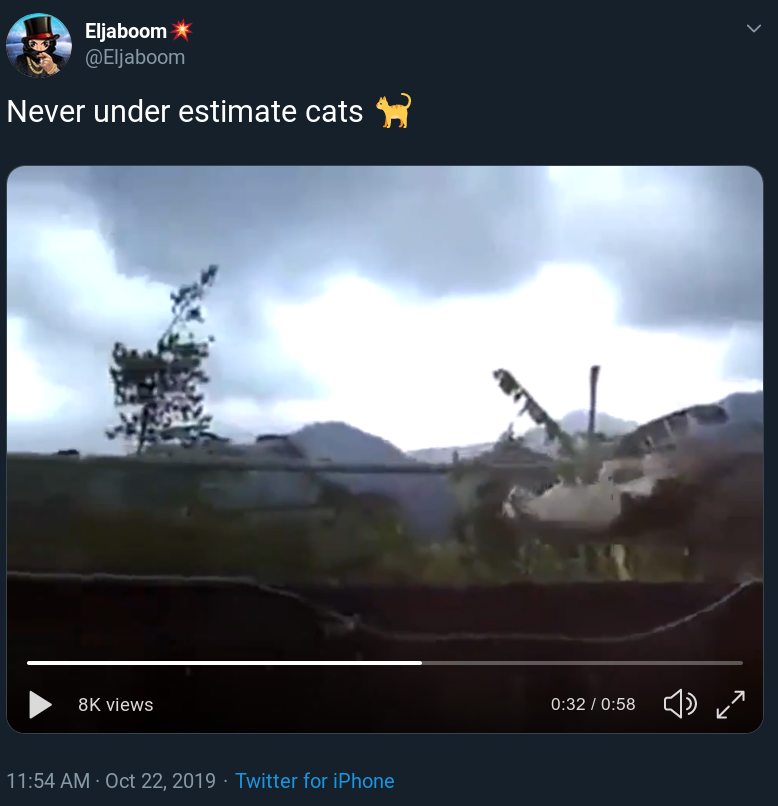 Eljaboom💥
@Eljaboom
Never under estimate cats 🐈
8K views
0:32 / 0:58
11:54 AM · Oct 22, 2019 · Twitter for iPhone